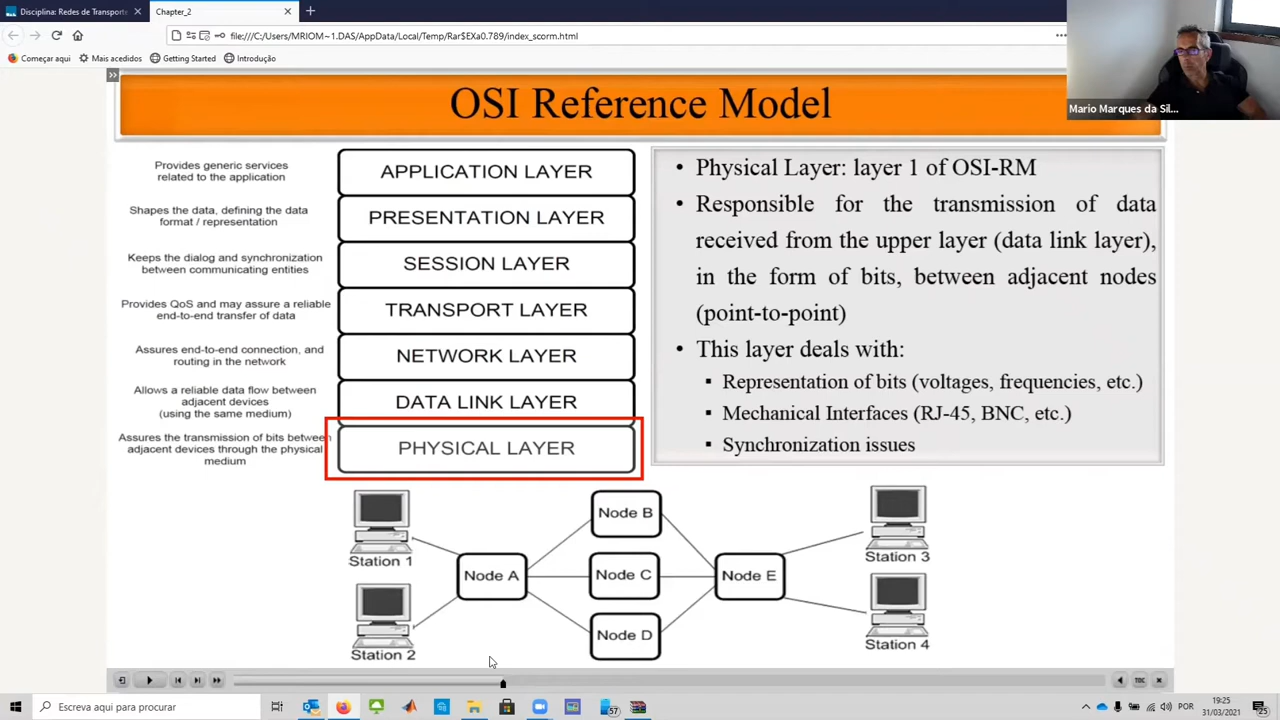 Disciplina: Redes de Transporte
Chapter_2
file:///C:/Users/MRIOM~1.DAS/AppData/Local/Temp/Rar$EXa0.789/index_scorm.html
Começar aqui
Mais acedidos
Getting Started
Introdução
Mario Marques da Sil...
OSI Reference Model
Provides generic services
related to the application
APPLICATION LAYER
Shapes the data, defining the data
format / representation
PRESENTATION LAYER
Keeps the dialog and synchronization
between communicating entities
SESSION LAYER
Provides QoS and may assure a reliable
end-to-end transfer of data
TRANSPORT LAYER
Assures end-to-end connection, and
routing in the network
NETWORK LAYER
Allows a reliable data flow between
adjacent devices
(using the same medium)
DATA LINK LAYER
Assures the transmission of bits between
adjacent devices through the physical
medium
PHYSICAL LAYER
• Physical Layer: layer 1 of OSI-RM
• Responsible for the transmission of data
received from the upper layer (data link layer),
in the form of bits, between adjacent nodes
(point-to-point)
• This layer deals with:
▪ Representation of bits (voltages, frequencies, etc.)
▪ Mechanical Interfaces (RJ-45, BNC, etc.)
▪ Synchronization issues
Station 1
Station 2
Node A
Node B
Node C
Node D
Node E
Station 3
Station 4
TOC
Escreva aqui para procurar
57
POR
19:25
31/03/2021
25